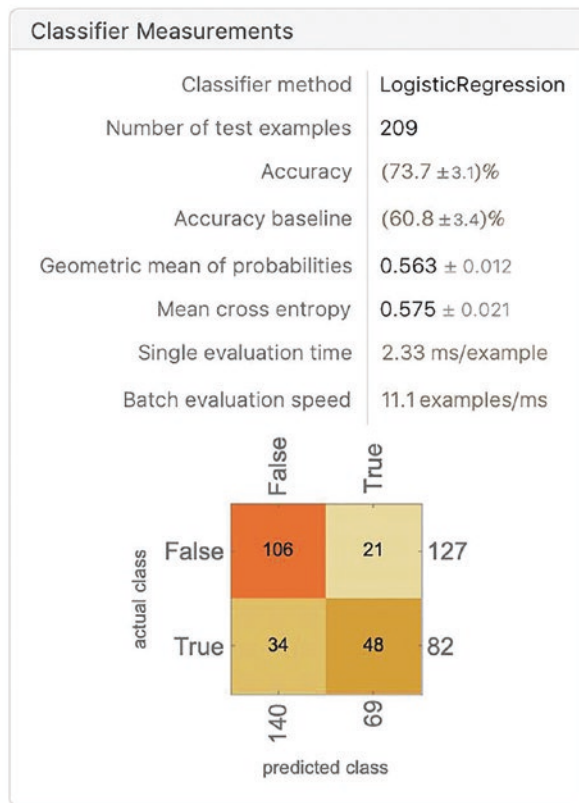 Classifier Measurements
Classifier method LogisticRegression
Number of test examples 209
Accuracy (73.7 ±3.1)%
Accuracy baseline (60.8 ±3.4)%
Geometric mean of probabilities 0.563 ± 0.012
Mean cross entropy 0.575 ± 0.021
Single evaluation time 2.33 ms/example
Batch evaluation speed 11.1 examples/ms
False True
actual class
False 106 21 127
True 34 48 82
140 69
predicted class